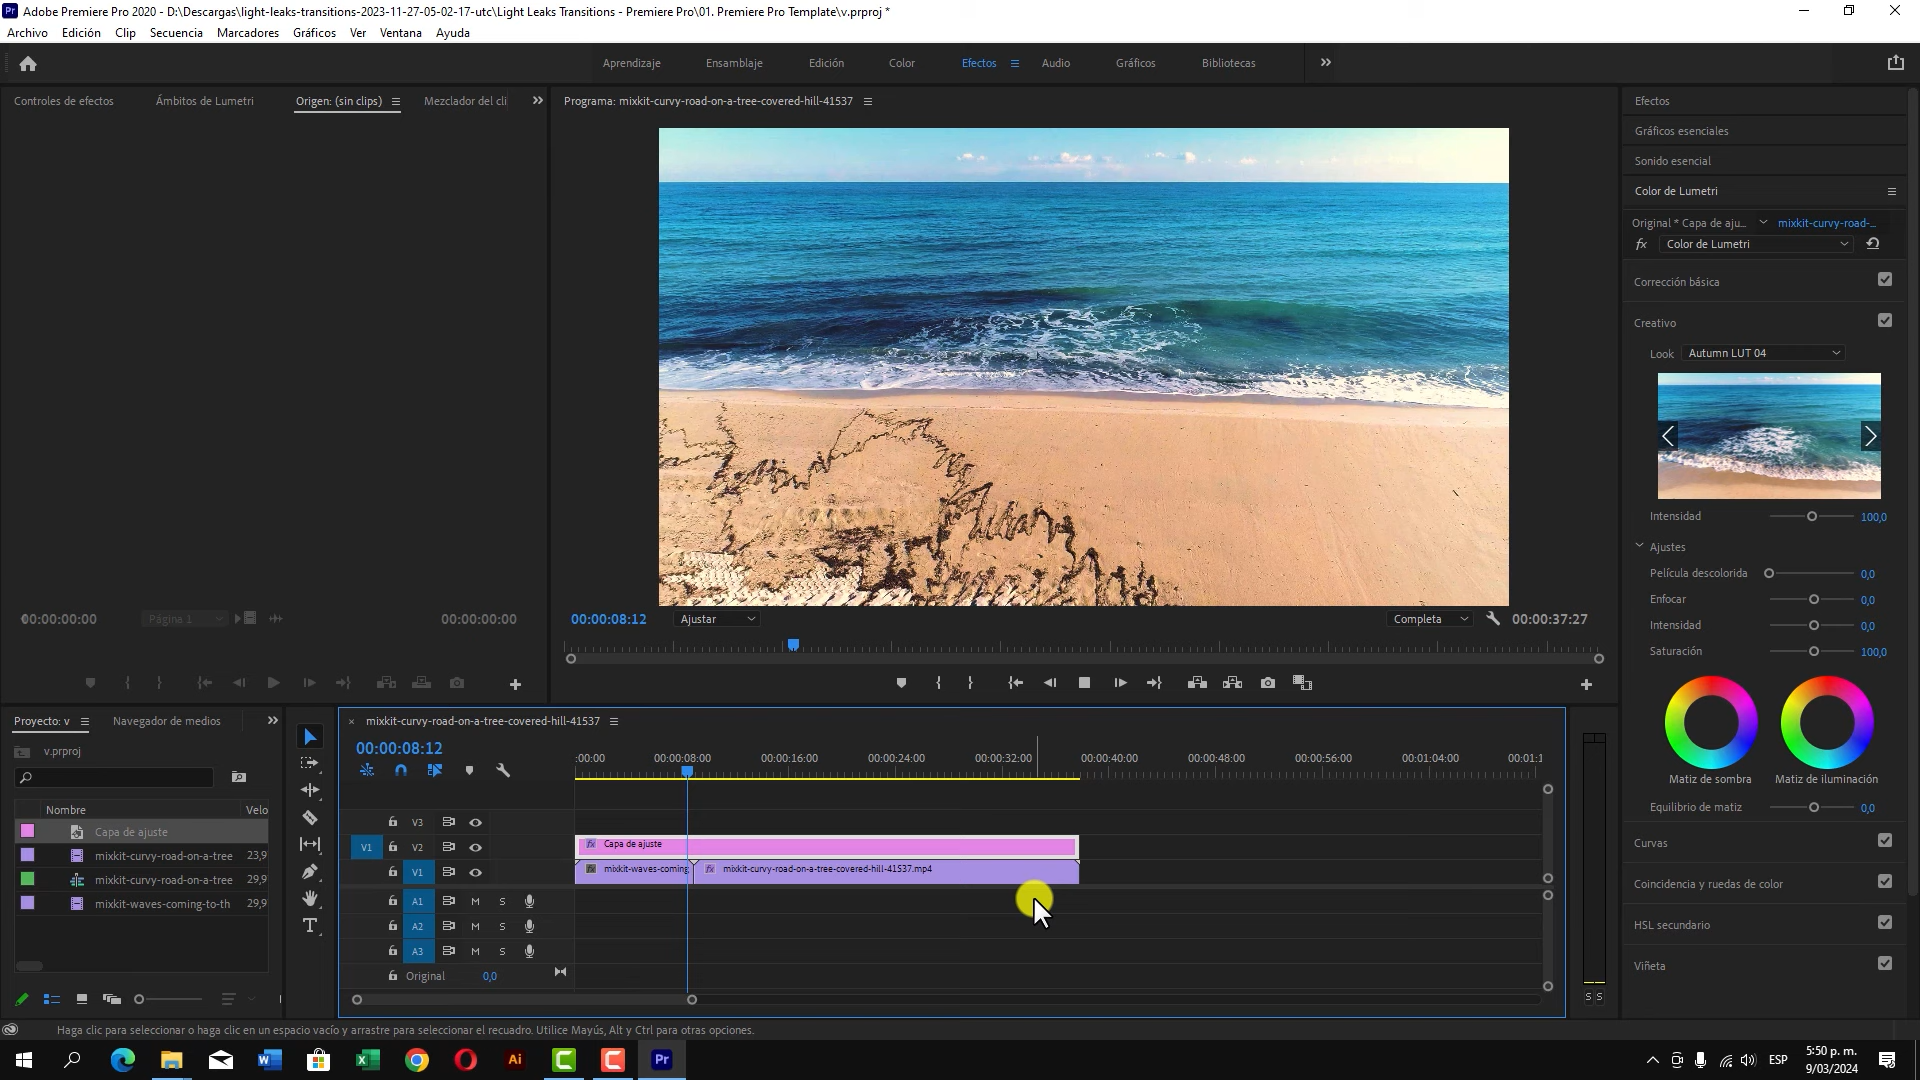 Adobe Premiere Pro 2020 - D:\Descargas\light-leaks-transitions-2023-11-27-05-02-17-utc\Light Leaks Transitions - Premiere Pro\01. Premiere Pro Template\v.prproj *
Archivo Edición Clip Secuencia Marcadores Gráficos Ver Ventana Ayuda
Aprendizaje Ensamblaje Edición Color Efectos Audio Gráficos Bibliotecas
Controles de efectos Ámbitos de Lumetri Origen: (sin clips) Mezclador del cli
Programa: mixkit-curvy-road-on-a-tree-covered-hill-41537
00:00:00:00 Página 1 00:00:00:00
00:00:08:12 Ajustar Completa 00:00:37:27
Efectos
Gráficos esenciales
Sonido esencial
Color de Lumetri
Original * Capa de aju... mixkit-curvy-road-...
fx Color de Lumetri
Corrección básica
Creativo
Look Autumn LUT 04
Intensidad 100,0
Ajustes
Película descolorida 0,0
Enfocar 0,0
Intensidad 0,0
Saturación 100,0
Matiz de sombra Matiz de iluminación
Equilibrio de matiz 0,0
Curvas
Coincidencia y ruedas de color
HSL secundario
Viñeta
Proyecto: v Navegador de medios
v.prproj
Nombre Velo
Capa de ajuste
mixkit-curvy-road-on-a-tree 23,9
mixkit-curvy-road-on-a-tree 29,9
mixkit-waves-coming-to-th 29,9
mixkit-curvy-road-on-a-tree-covered-hill-41537
00:00:08:12
:00:00 00:00:08:00 00:00:16:00 00:00:24:00 00:00:32:00 00:00:40:00 00:00:48:00 00:00:56:00 00:01:04:00 00:01:1
V3
V1 V2 fx Capa de ajuste
V1 fx mixkit-waves-coming fx mixkit-curvy-road-on-a-tree-covered-hill-41537.mp4
A1 M S
A2 M S
A3 M S
Original 0,0
S S
Haga clic para seleccionar o haga clic en un espacio vacío y arrastre para seleccionar el recuadro. Utilice Mayús, Alt y Ctrl para otras opciones.
ESP
5:50 p. m.
9/03/2024